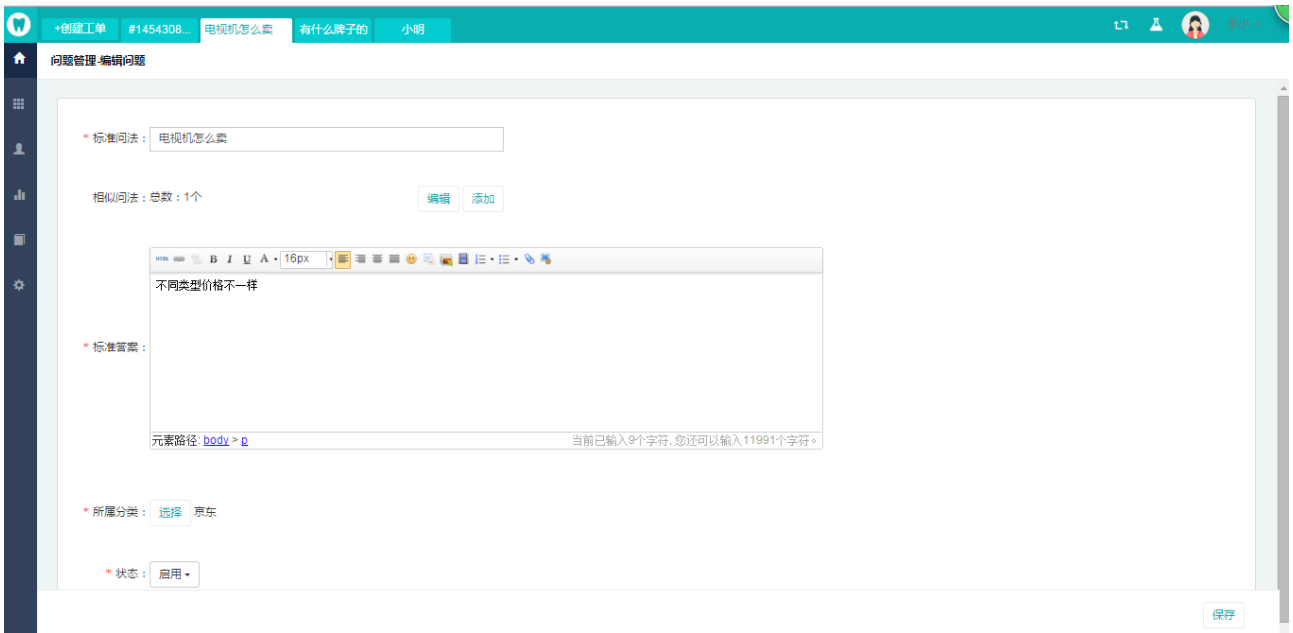 +创建工单 #1454308... 电视机怎么卖 有什么牌子的 小明
问题管理-编辑问题
* 标准问法： 电视机怎么卖
相似问法：总数：1个 编辑 添加
HTML B I U A 16px
不同类型价格不一样
* 标准答案：
元素路径: body > p 当前已输入9个字符, 您还可以输入11991个字符。
* 所属分类： 选择 京东
* 状态： 启用
保存